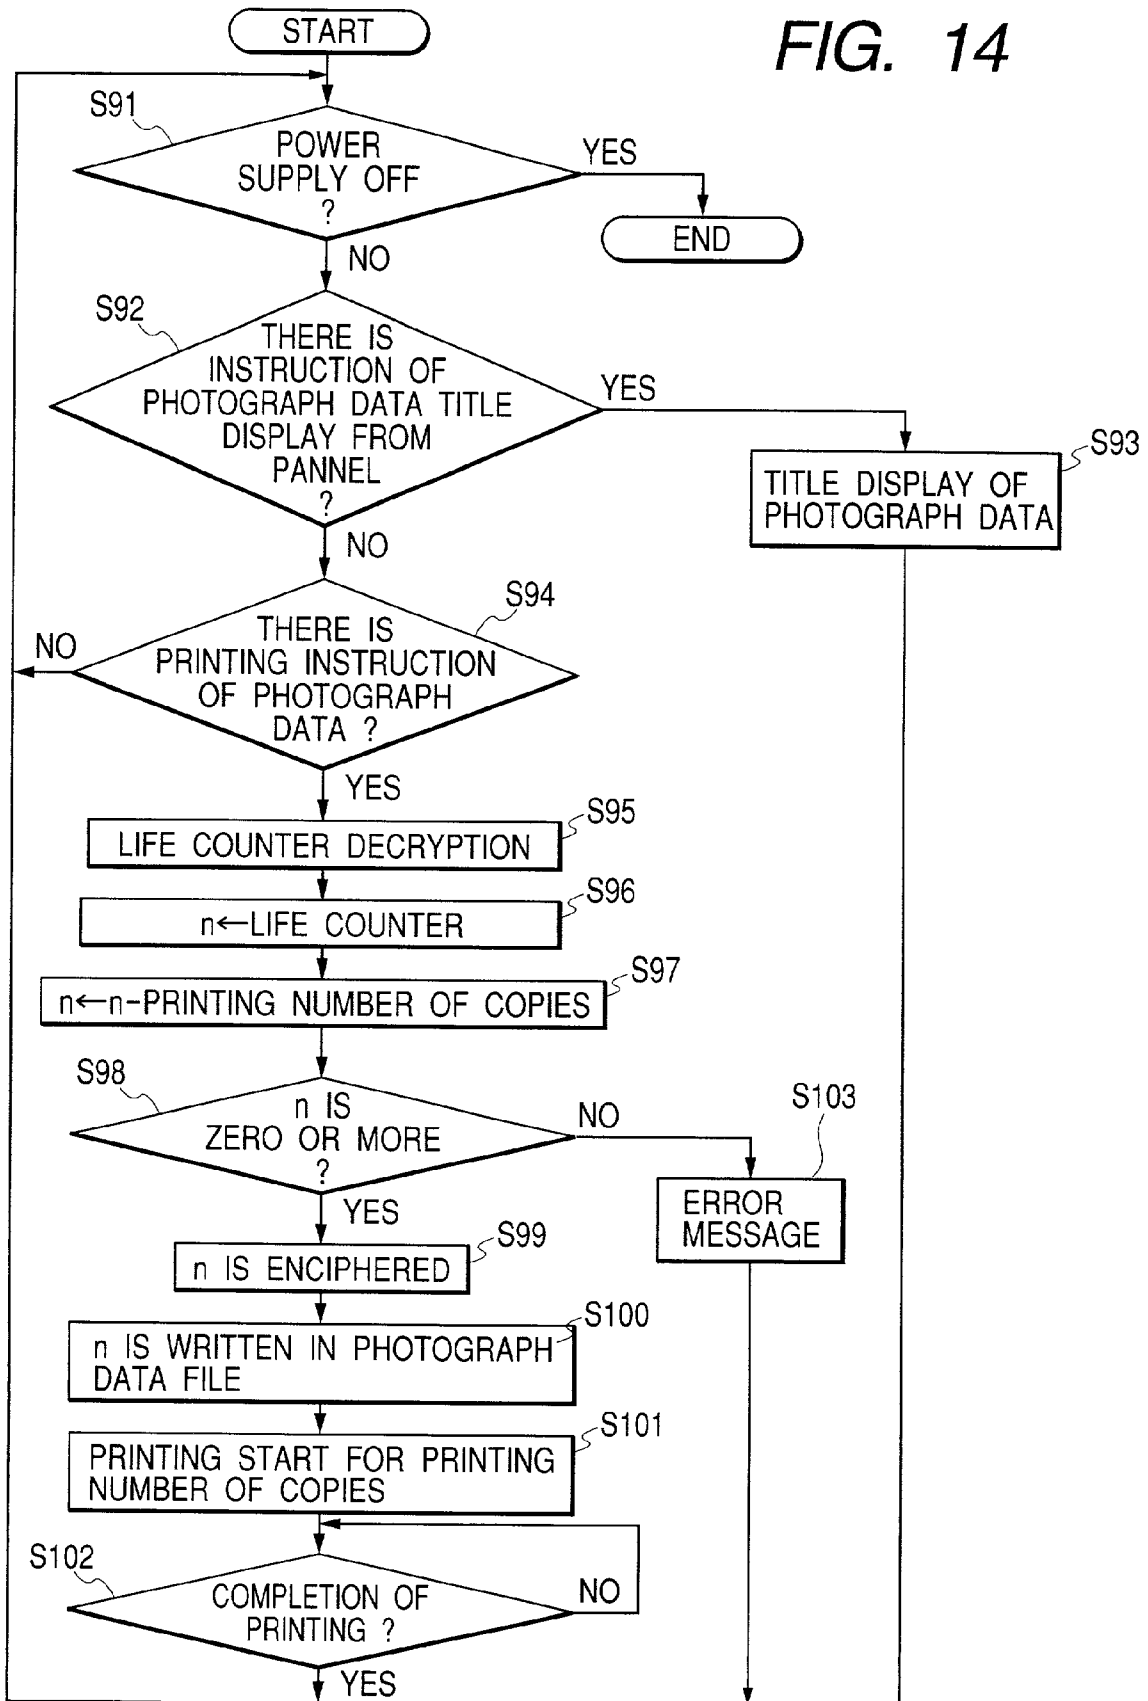 FIG. 14
START
S91
POWER
SUPPLY OFF
?
YES
END
NO
S92
THERE IS
INSTRUCTION OF
PHOTOGRAPH DATA TITLE
DISPLAY FROM
PANNEL
?
YES
S93
TITLE DISPLAY OF
PHOTOGRAPH DATA
NO
S94
THERE IS
PRINTING INSTRUCTION
OF PHOTOGRAPH
DATA ?
NO
YES
S95
LIFE COUNTER DECRYPTION
S96
n←LIFE COUNTER
S97
n←n-PRINTING NUMBER OF COPIES
S98
n IS
ZERO OR MORE
?
NO
S103
ERROR
MESSAGE
YES
S99
n IS ENCIPHERED
S100
n IS WRITTEN IN PHOTOGRAPH
DATA FILE
S101
PRINTING START FOR PRINTING
NUMBER OF COPIES
S102
COMPLETION OF
PRINTING ?
NO
YES